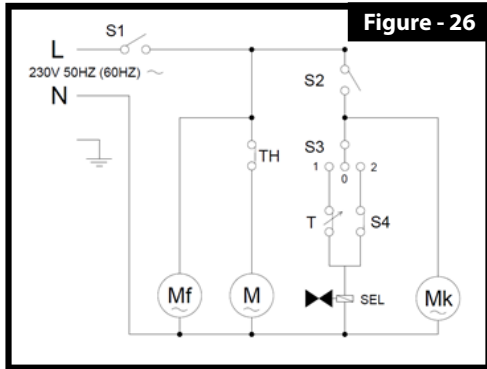 Figure - 26
S1
L
230V 50HZ (60HZ) ~
N
S2
S3
TH
1
0
2
T
S4
Mf
M
SEL
Mk